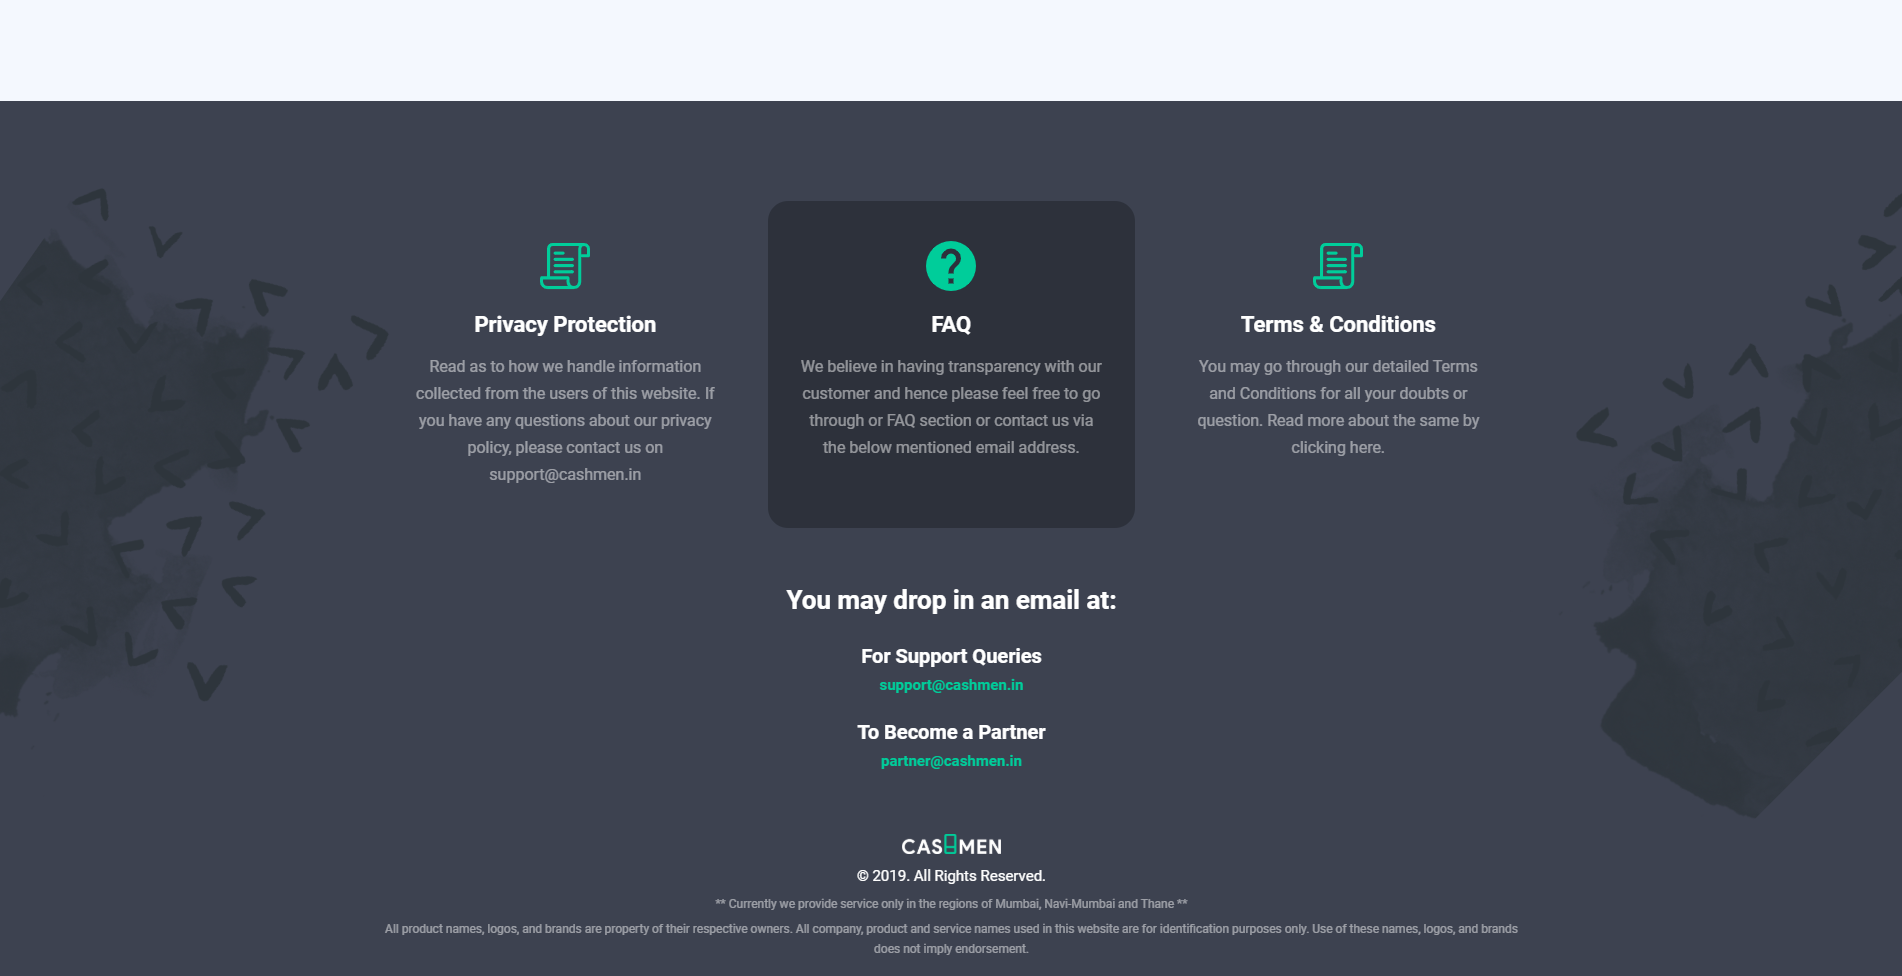 Privacy Protection
Read as to how we handle information
collected from the users of this website. If
you have any questions about our privacy
policy, please contact us on
support@cashmen.in
FAQ
We believe in having transparency with our
customer and hence please feel free to go
through or FAQ section or contact us via
the below mentioned email address.
Terms & Conditions
You may go through our detailed Terms
and Conditions for all your doubts or
question. Read more about the same by
clicking here.
You may drop in an email at:
For Support Queries
support@cashmen.in
To Become a Partner
partner@cashmen.in
CASHMEN
© 2019. All Rights Reserved.
** Currently we provide service only in the regions of Mumbai, Navi-Mumbai and Thane **
All product names, logos, and brands are property of their respective owners. All company, product and service names used in this website are for identification purposes only. Use of these names, logos, and brands
does not imply endorsement.